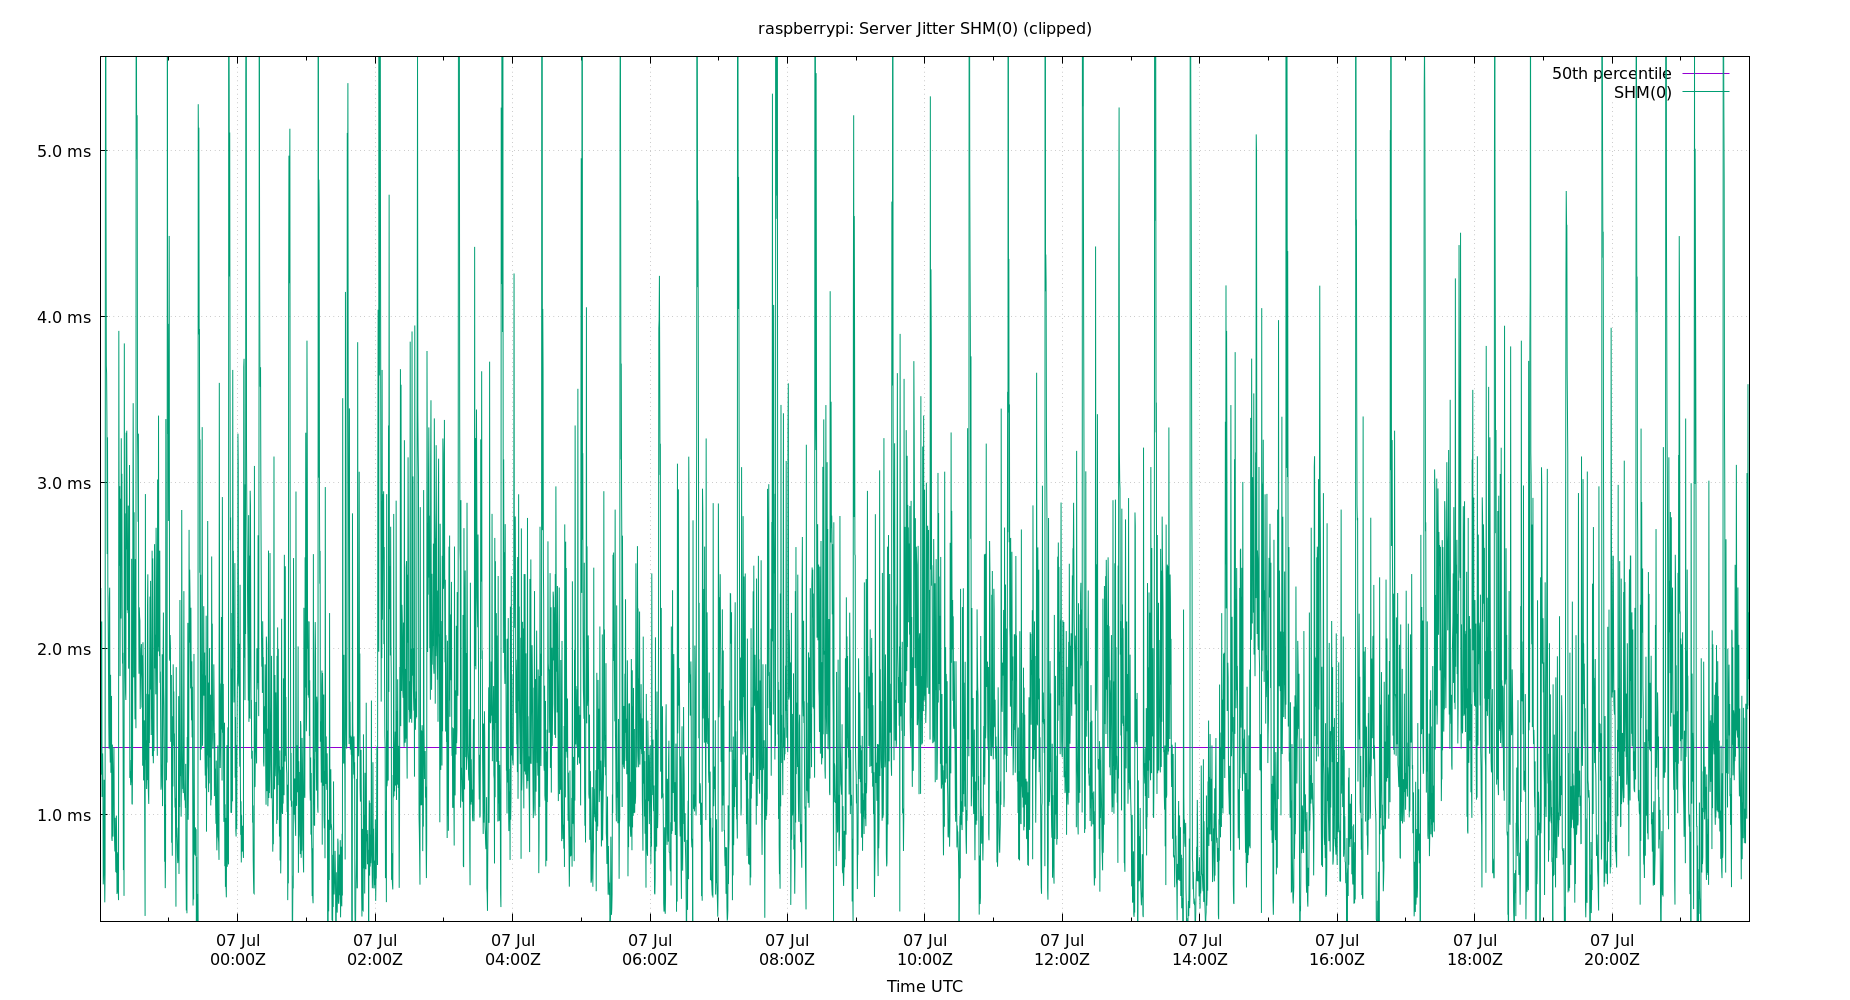 raspberrypi: Server Jitter SHM(0) (clipped)
50th percentile
SHM(0)
5.0 ms
4.0 ms
3.0 ms
2.0 ms
1.0 ms
07 Jul 07 Jul 07 Jul 07 Jul 07 Jul 07 Jul 07 Jul 07 Jul 07 Jul 07 Jul 07 Jul
00:00Z 02:00Z 04:00Z 06:00Z 08:00Z 10:00Z 12:00Z 14:00Z 16:00Z 18:00Z 20:00Z
Time UTC